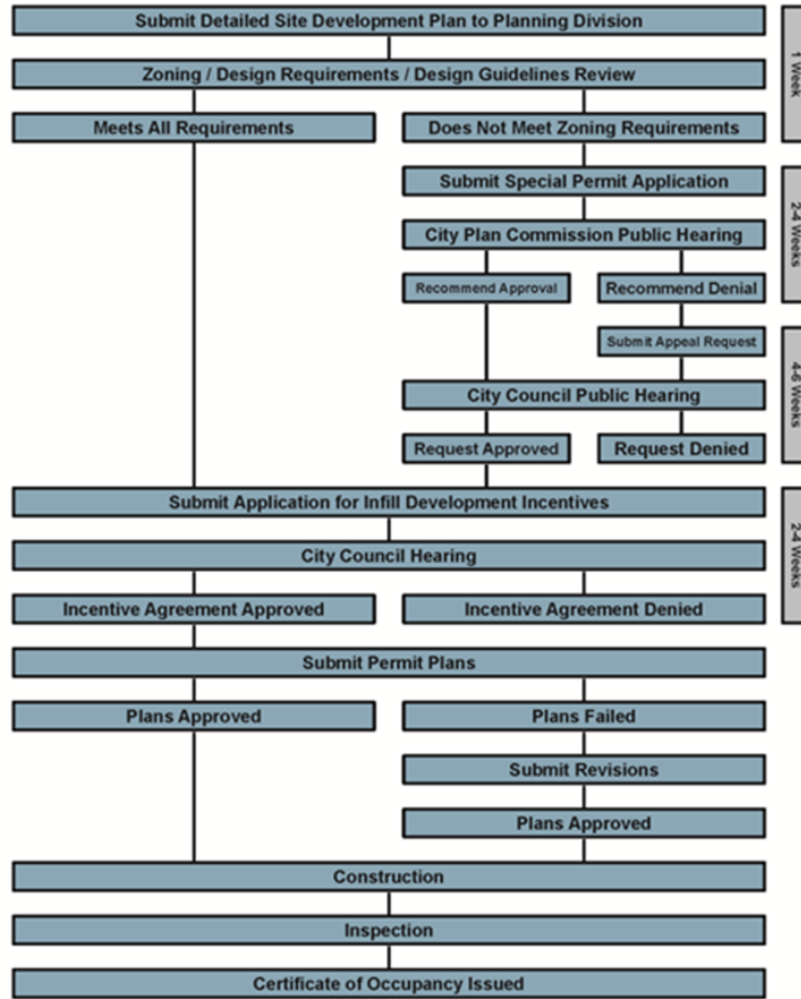 Submit Detailed Site Development Plan to Planning Division
Zoning / Design Requirements / Design Guidelines Review
1 Week
Meets All Requirements
Does Not Meet Zoning Requirements
Submit Special Permit Application
City Plan Commission Public Hearing
2-4 Weeks
Recommend Approval
Recommend Denial
Submit Appeal Request
City Council Public Hearing
4-6 Weeks
Request Approved
Request Denied
Submit Application for Infill Development Incentives
City Council Hearing
2-4 Weeks
Incentive Agreement Approved
Incentive Agreement Denied
Submit Permit Plans
Plans Approved
Plans Failed
Submit Revisions
Plans Approved
Construction
Inspection
Certificate of Occupancy Issued